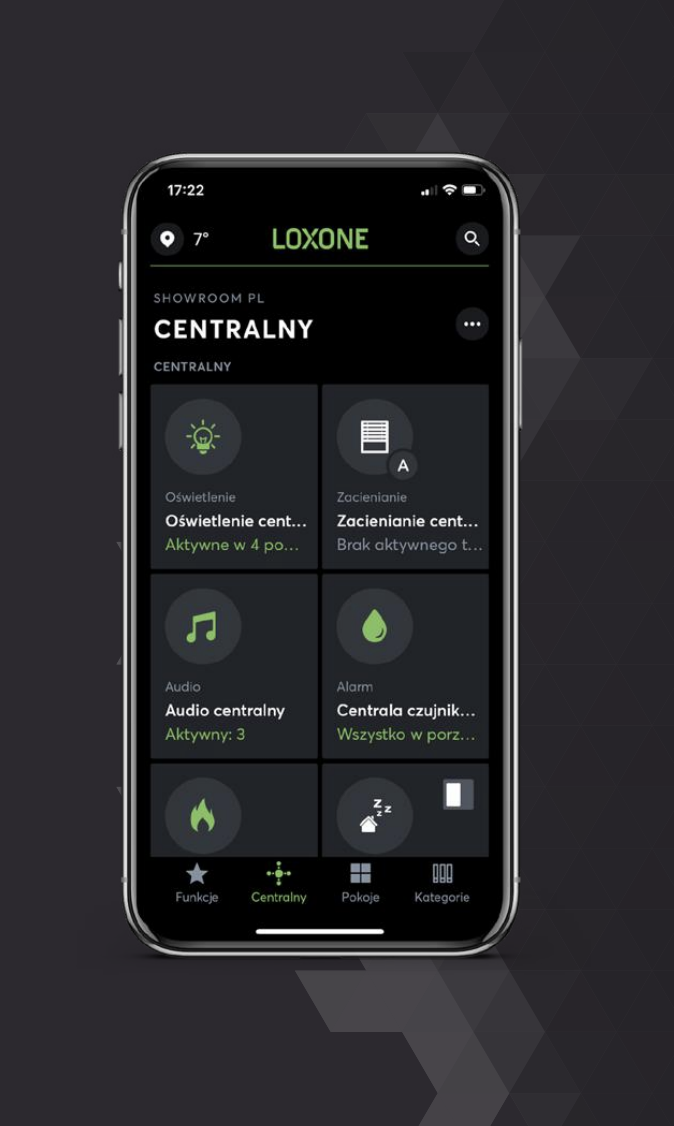 17:22
7°
LOXONE
SHOWROOM PL
CENTRALNY
CENTRALNY
A
Oświetlenie
Oświetlenie cent...
Aktywne w 4 po...
Zacienianie
Zacienianie cent...
Brak aktywnego t...
Audio
Audio centralny
Aktywny: 3
Alarm
Centrala czujnik...
Wszystko w porz...
z z z
Funkcje
Centralny
Pokoje
Kategorie